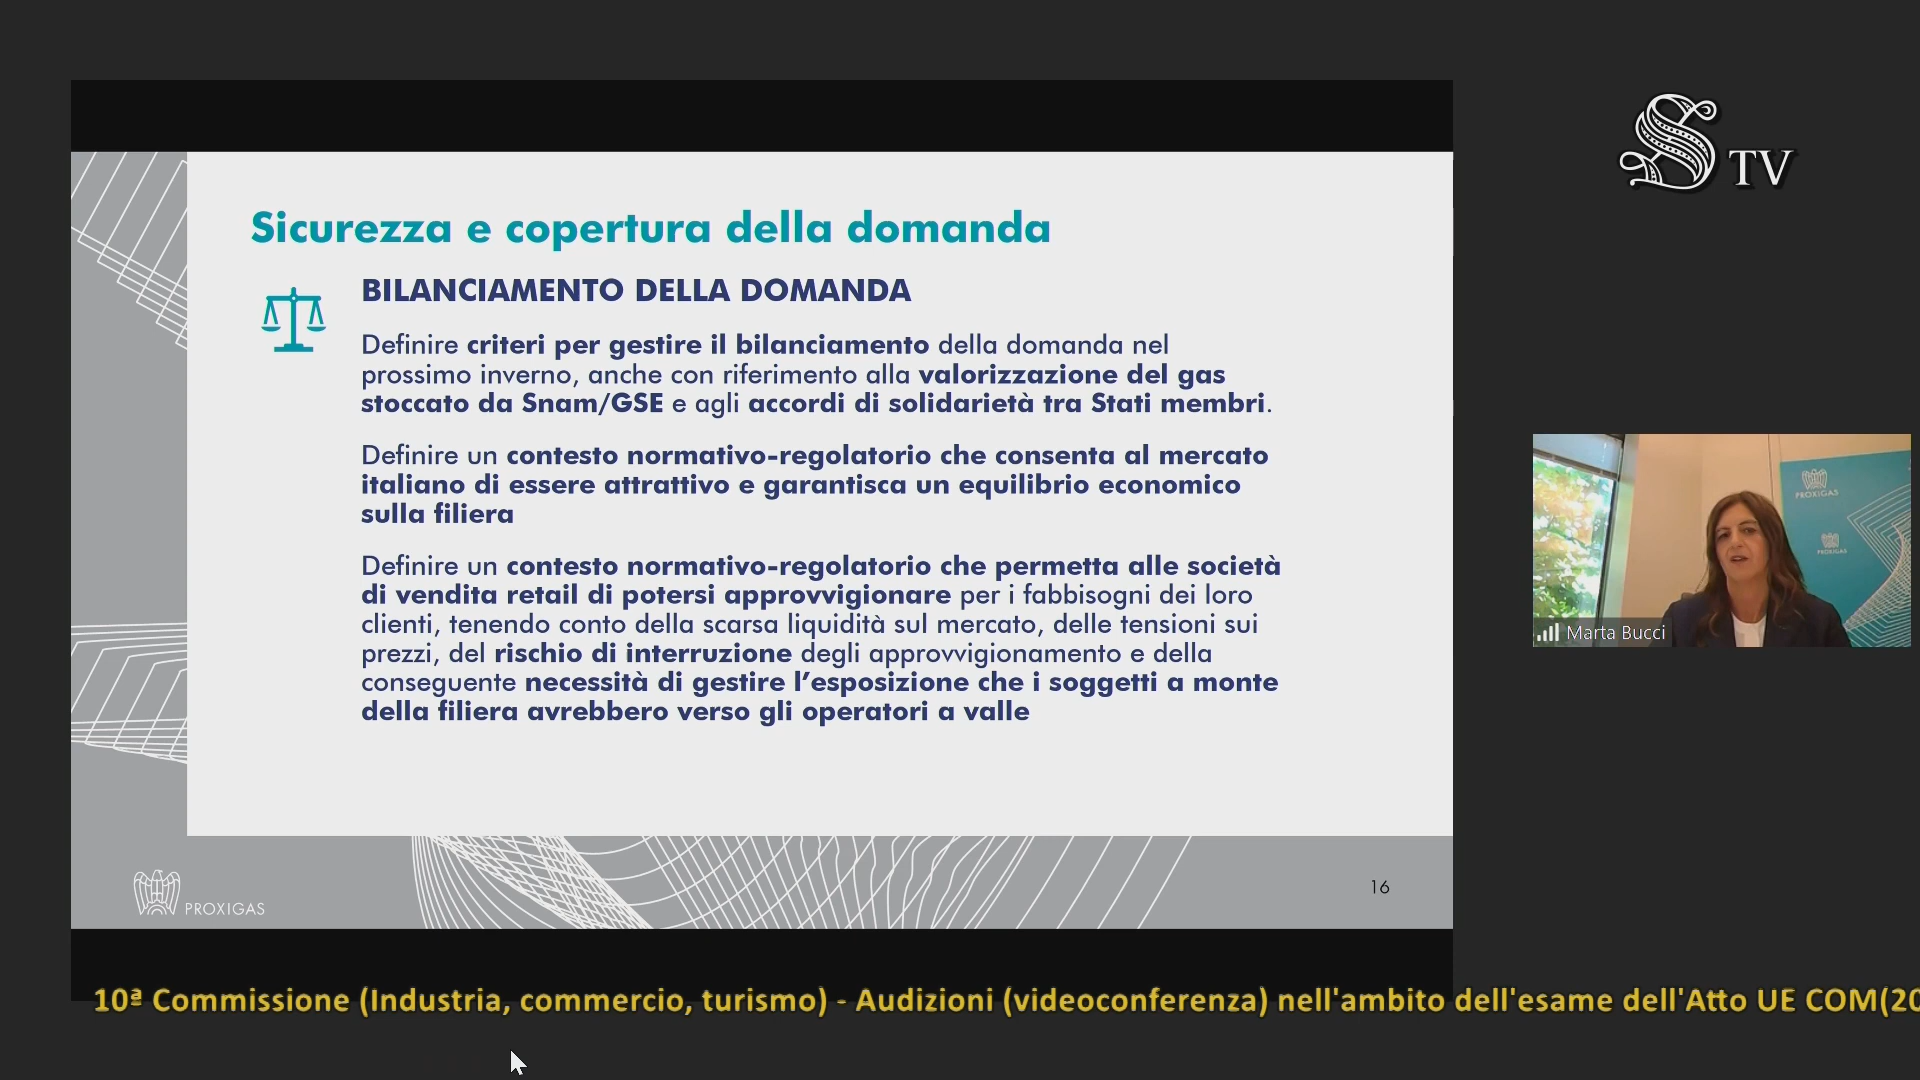 S TV
Sicurezza e copertura della domanda
BILANCIAMENTO DELLA DOMANDA
Definire criteri per gestire il bilanciamento della domanda nel
prossimo inverno, anche con riferimento alla valorizzazione del gas
stoccato da Snam/GSE e agli accordi di solidarietà tra Stati membri.
Definire un contesto normativo-regolatorio che consenta al mercato
italiano di essere attrattivo e garantisca un equilibrio economico
sulla filiera
Definire un contesto normativo-regolatorio che permetta alle società
di vendita retail di potersi approvvigionare per i fabbisogni dei loro
clienti, tenendo conto della scarsa liquidità sul mercato, delle tensioni sui
prezzi, del rischio di interruzione degli approvvigionamento e della
conseguente necessità di gestire l’esposizione che i soggetti a monte
della filiera avrebbero verso gli operatori a valle
PROXIGAS
16
PROXIGAS
PROXIGAS
Marta Bucci
10ª Commissione (Industria, commercio, turismo) - Audizioni (videoconferenza) nell'ambito dell'esame dell'Atto UE COM(20